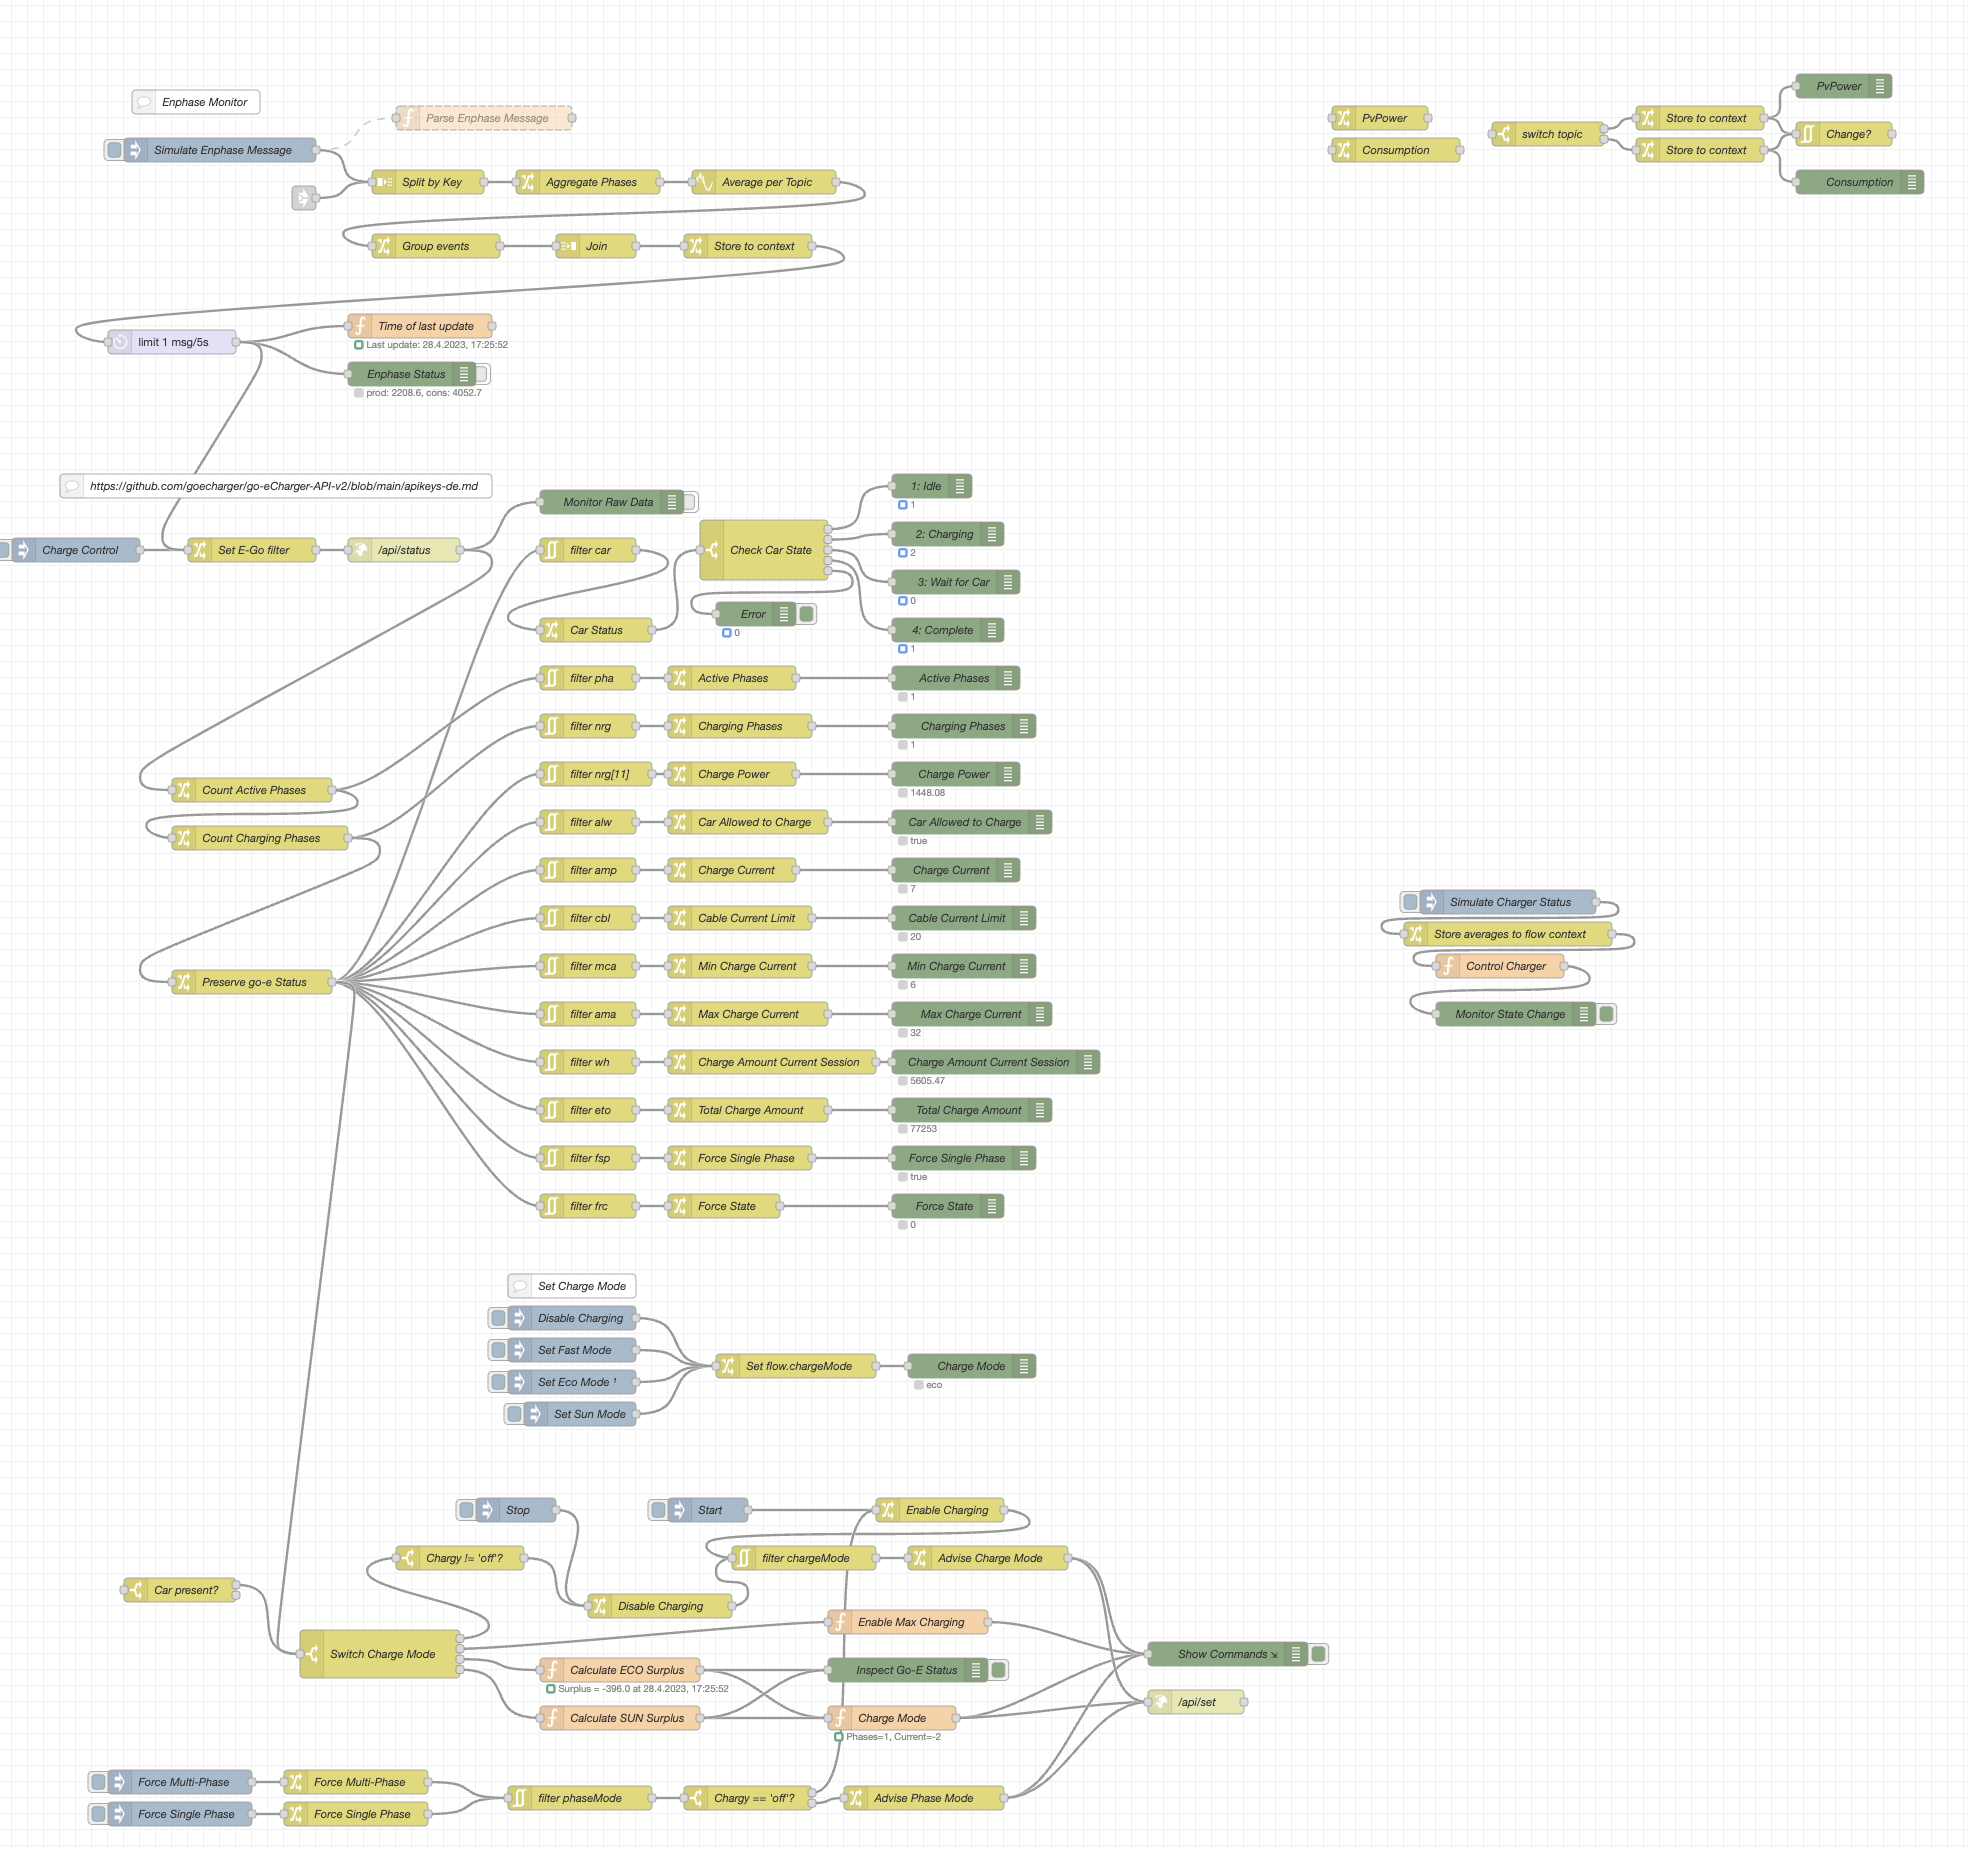 Enphase Monitor
Parse Enphase Message
Simulate Enphase Message
Split by Key
Aggregate Phases
Average per Topic
Group events
Join
Store to context
PvPower
Consumption
switch topic
Store to context
Store to context
PvPower
Change?
Consumption
limit 1 msg/5s
Time of last update
Last update: 28.4.2023, 17:25:52
Enphase Status
prod: 2208.6, cons: 4052.7
https://github.com/goecharger/go-eCharger-API-v2/blob/main/apikeys-de.md
Charge Control
Set E-Go filter
/api/status
Monitor Raw Data
filter car
Car Status
Check Car State
Error
0
1: Idle
1
2: Charging
2
3: Wait for Car
0
4: Complete
1
filter pha
Active Phases
Active Phases
1
filter nrg
Charging Phases
Charging Phases
1
filter nrg[11]
Charge Power
Charge Power
1448.08
Count Active Phases
filter alw
Car Allowed to Charge
Car Allowed to Charge
true
Count Charging Phases
filter amp
Charge Current
Charge Current
7
filter cbl
Cable Current Limit
Cable Current Limit
20
filter mca
Min Charge Current
Min Charge Current
6
Preserve go-e Status
filter ama
Max Charge Current
Max Charge Current
32
filter wh
Charge Amount Current Session
Charge Amount Current Session
5605.47
filter eto
Total Charge Amount
Total Charge Amount
77253
filter fsp
Force Single Phase
Force Single Phase
true
filter frc
Force State
Force State
0
Simulate Charger Status
Store averages to flow context
Control Charger
Monitor State Change
Set Charge Mode
Disable Charging
Set Fast Mode
Set Eco Mode ¹
Set Sun Mode
Set flow.chargeMode
Charge Mode
eco
Stop
Start
Enable Charging
Chargy != 'off'?
filter chargeMode
Advise Charge Mode
Car present?
Disable Charging
Enable Max Charging
Switch Charge Mode
Calculate ECO Surplus
Surplus = -396.0 at 28.4.2023, 17:25:52
Inspect Go-E Status
Show Commands ⇲
Calculate SUN Surplus
Charge Mode
Phases=1, Current=-2
/api/set
Force Multi-Phase
Force Multi-Phase
Force Single Phase
Force Single Phase
filter phaseMode
Chargy == 'off'?
Advise Phase Mode